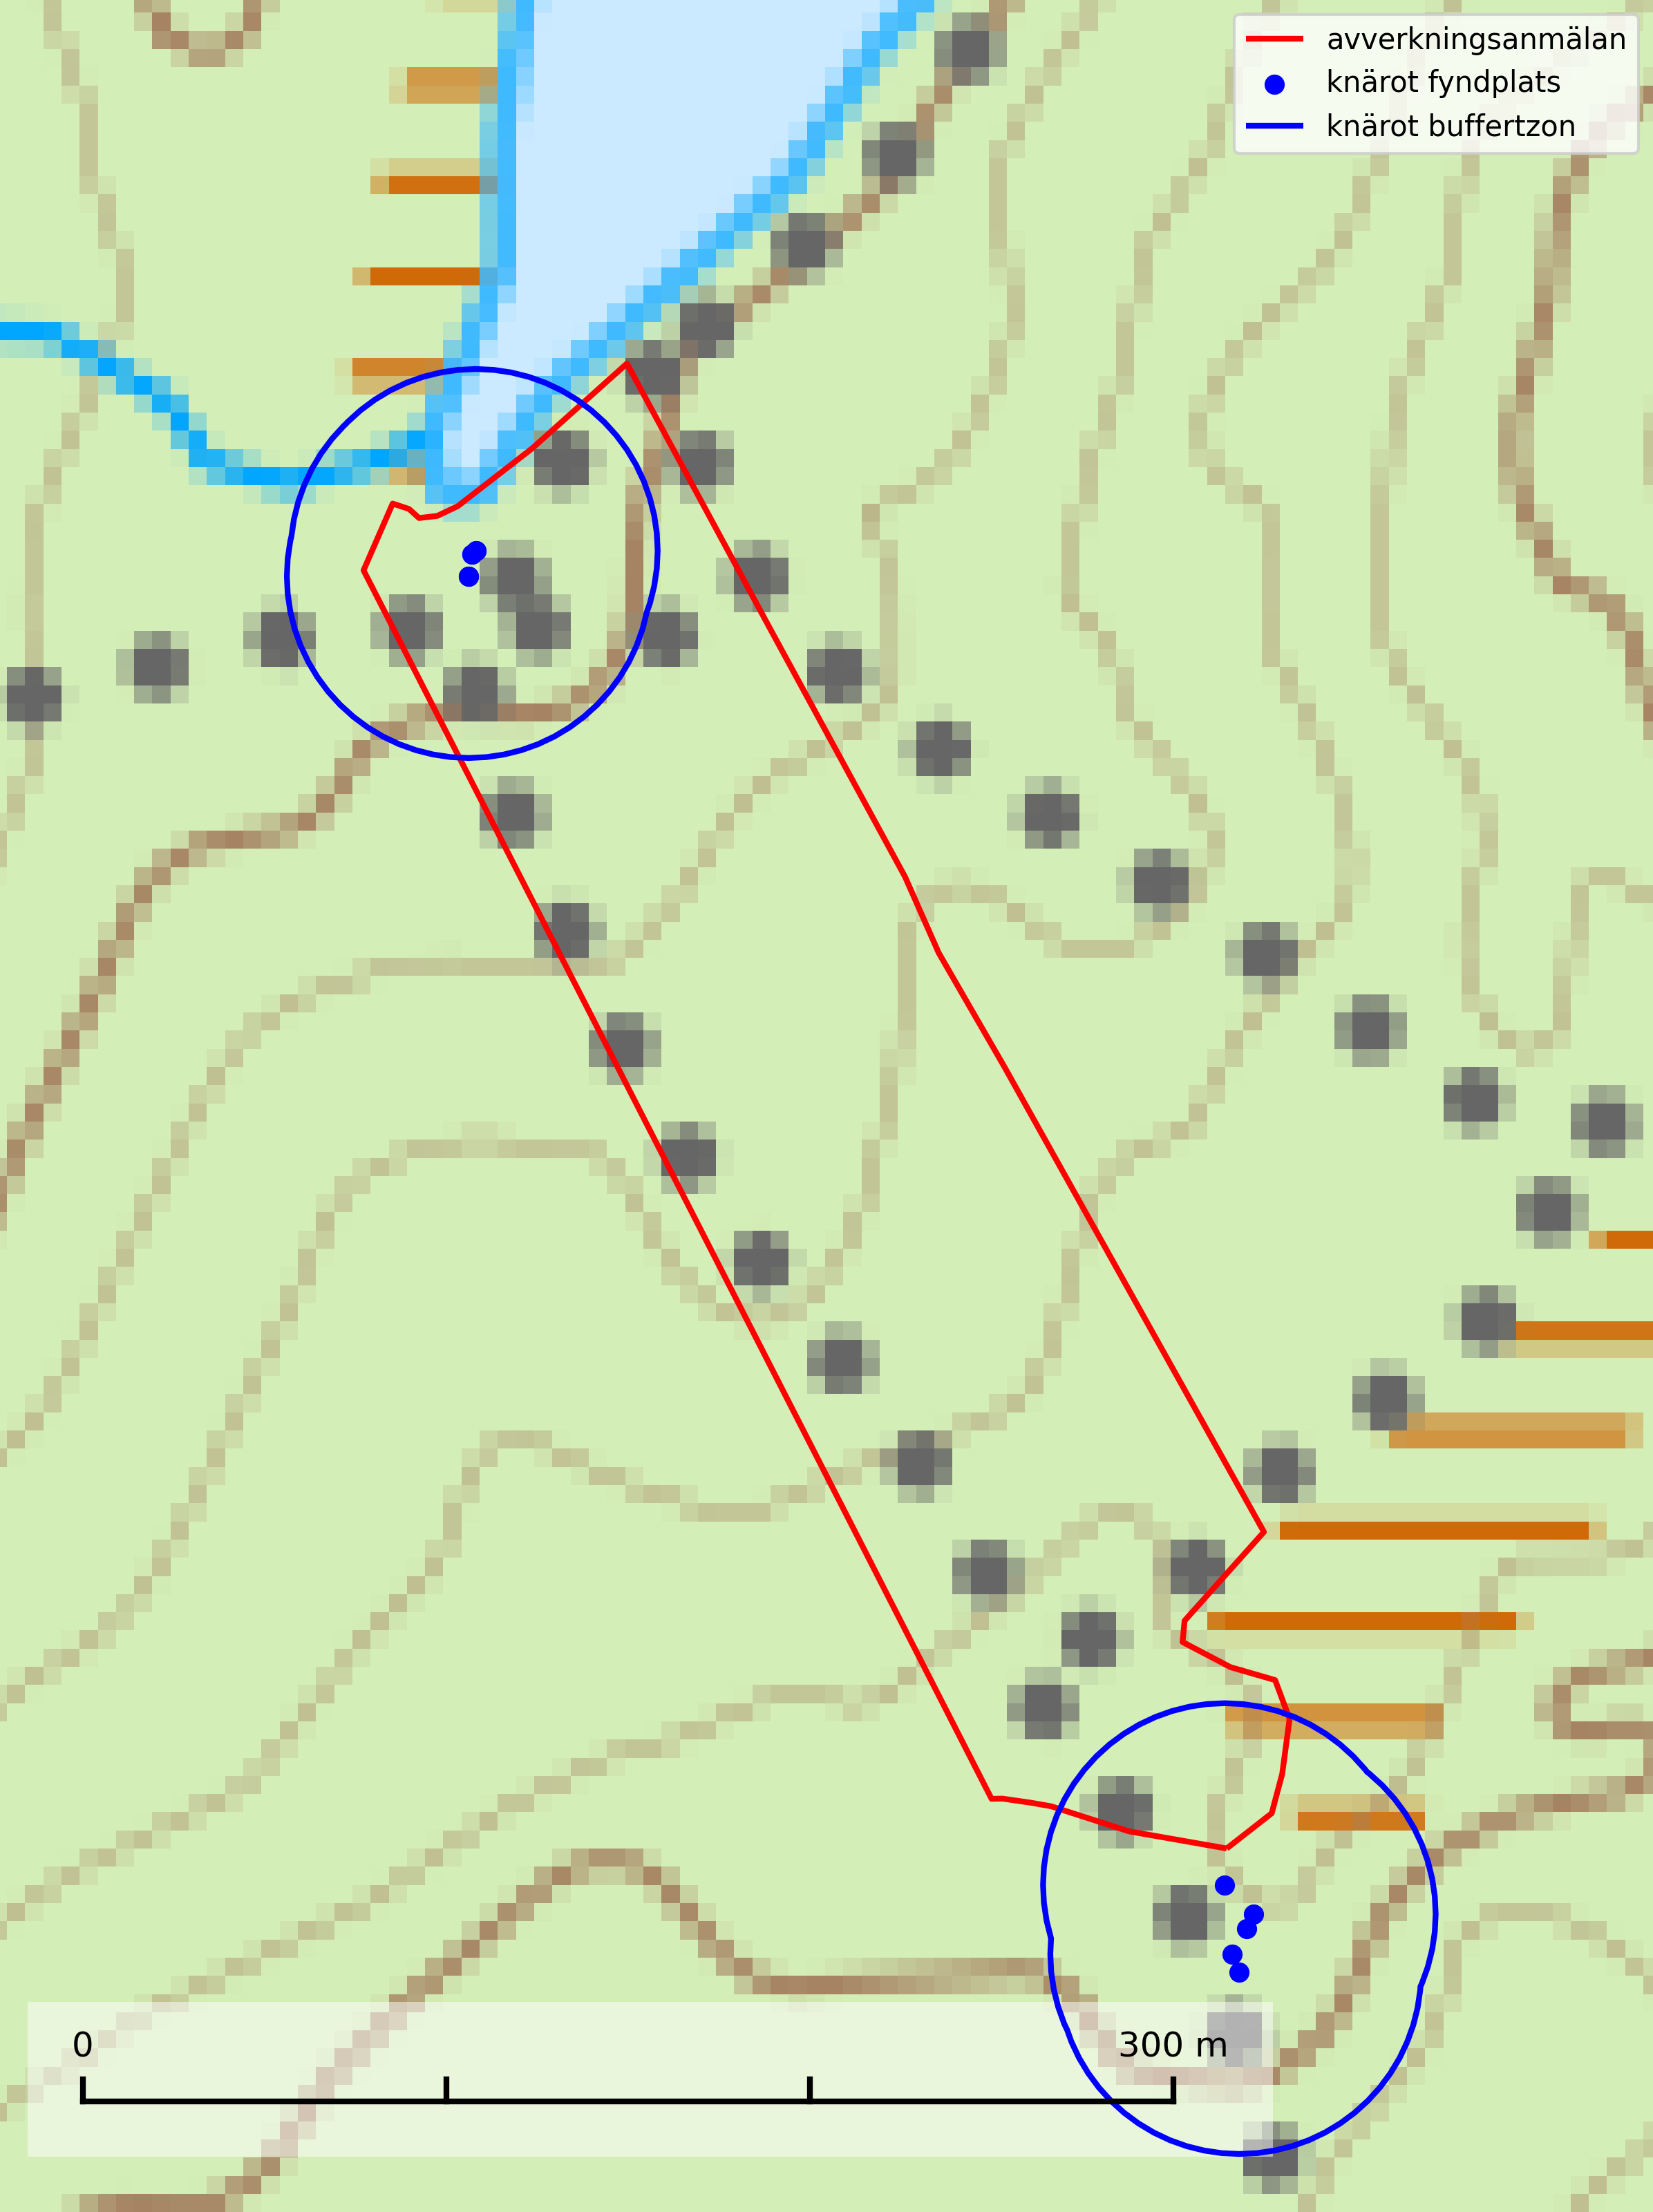 avverkningsanmälan
knärot fyndplats
knärot buffertzon
0 300 m